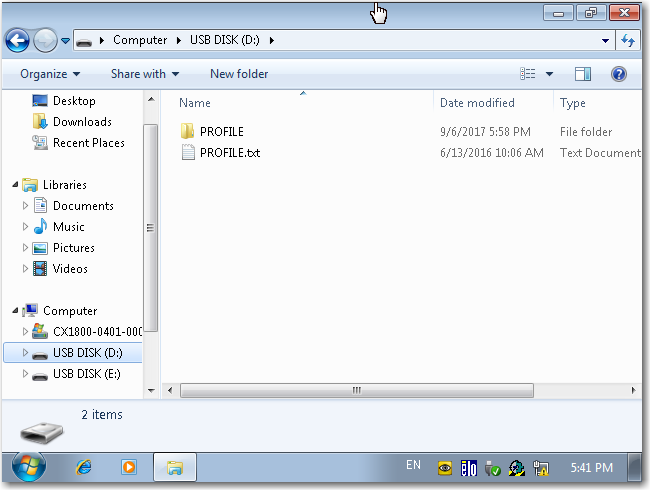 Computer USB DISK (D:)
Organize Share with New folder
Name Date modified Type
Desktop
Downloads
Recent Places
Libraries
Documents
Music
Pictures
Videos
Computer
CX1800-0401-000
USB DISK (D:)
USB DISK (E:)
PROFILE 9/6/2017 5:58 PM File folder
PROFILE.txt 6/13/2016 10:06 AM Text Document
2 items
EN elo 5:41 PM